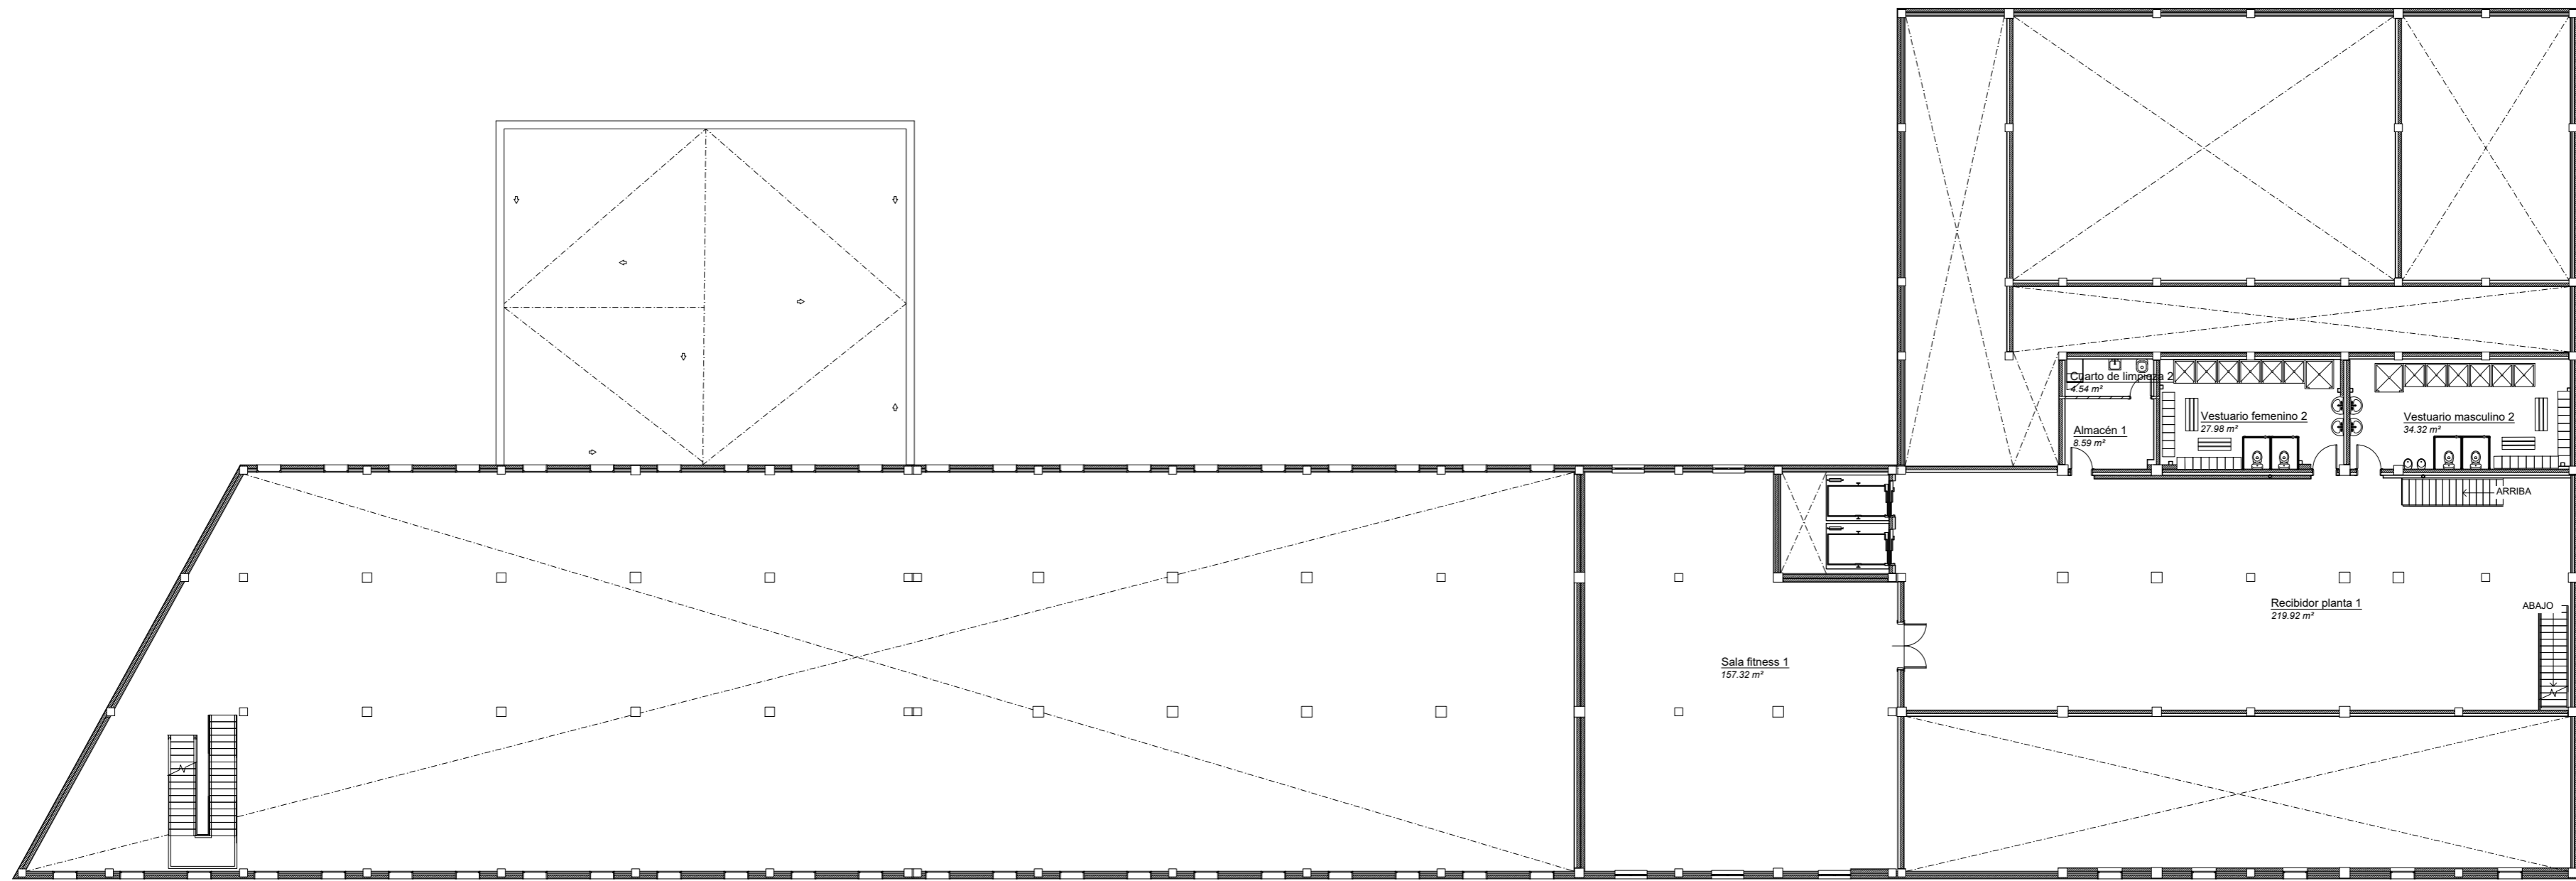 Cuarto de limpieza 2
4.54 m²
Almacén 1
8.59 m²
Vestuario femenino 2
27.98 m²
Vestuario masculino 2
34.32 m²
ARRIBA
Recibidor planta 1
219.92 m²
ABAJO
Sala fitness 1
157.32 m²